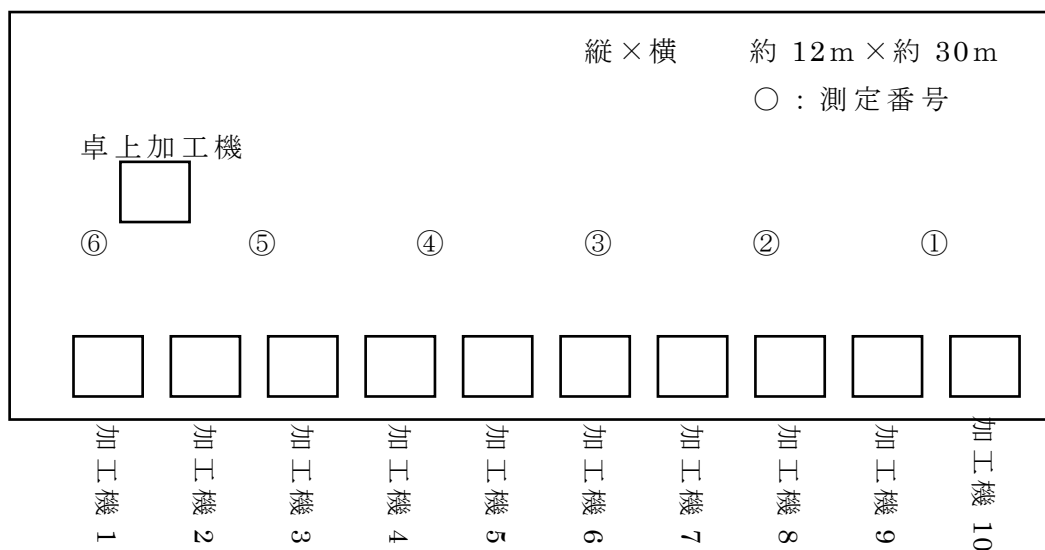 縦×横 約 12m×約 30m
○:測定番号
卓上加工機
⑥ ⑤ ④ ③ ② ①
加工機 1
加工機 2
加工機 3
加工機 4
加工機 5
加工機 6
加工機 7
加工機 8
加工機 9
加工機 10